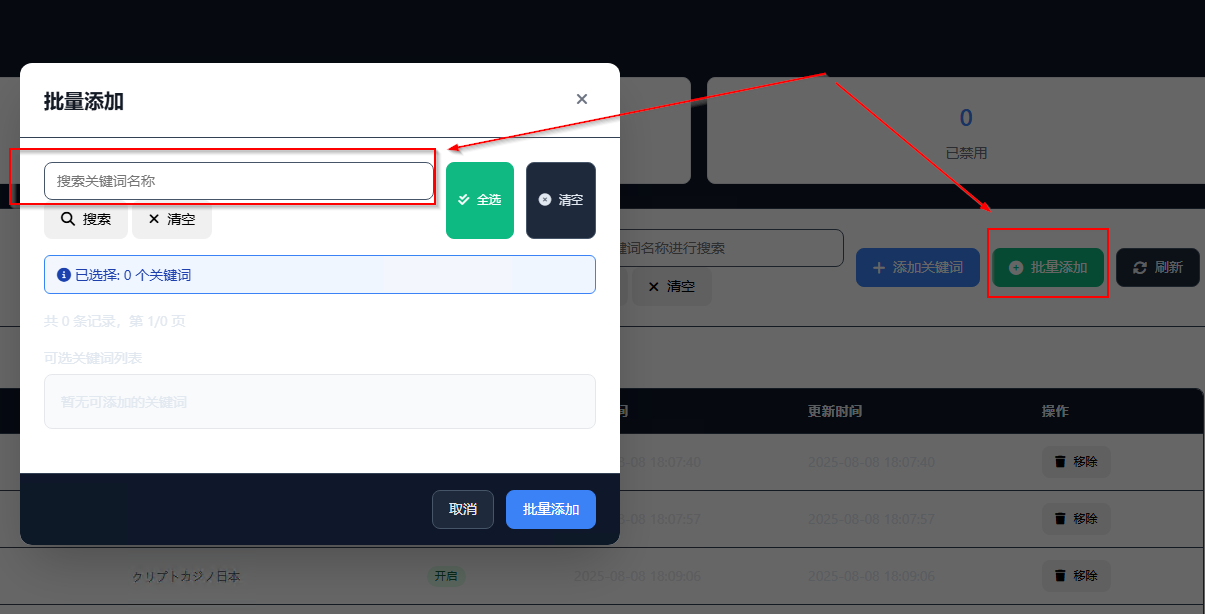 批量添加
0
已禁用
搜索关键词名称
全选
清空
搜索
清空
键词名称进行搜索
清空
添加关键词
批量添加
刷新
已选择: 0 个关键词
共 0 条记录，第 1/0 页
可选关键词列表
暂无可添加的关键词
间
更新时间
操作
-08 18:07:40
2025-08-08 18:07:40
移除
取消
批量添加
-08 18:07:57
2025-08-08 18:07:57
移除
クリプトカジノ日本
开启
2025-08-08 18:09:06
2025-08-08 18:09:06
移除